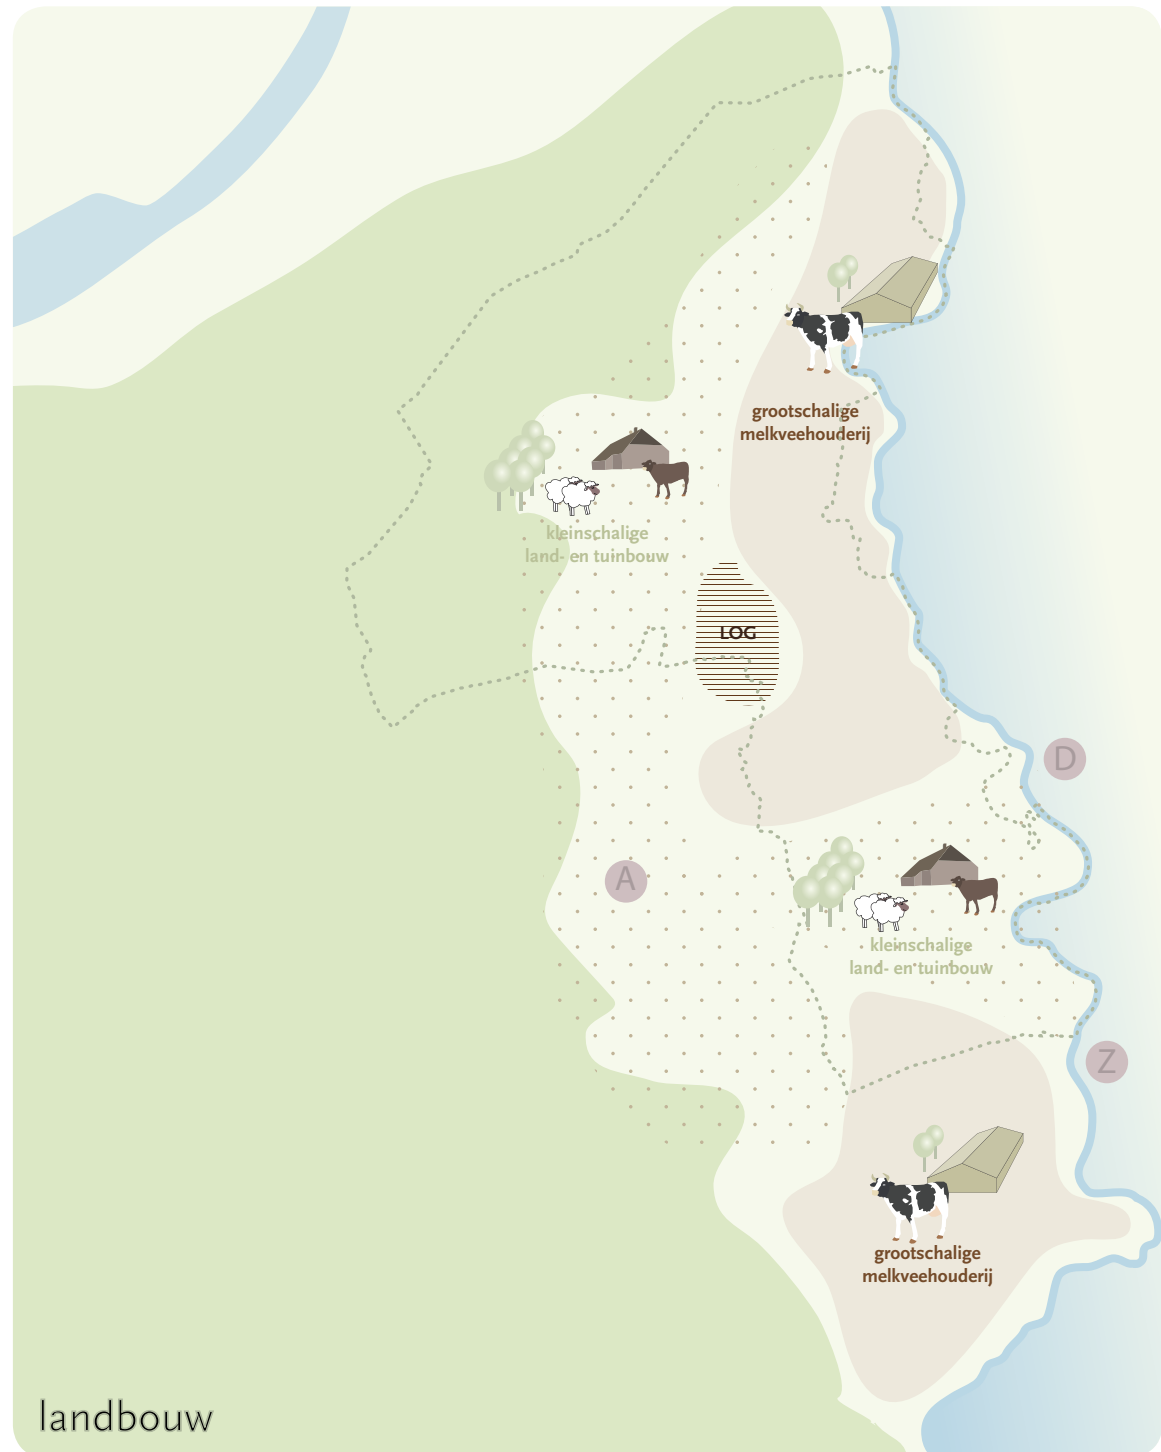 grootschalige
melkveehouderij
kleinschalige
land- en tuinbouw
LOG
D
A
kleinschalige
land- en tuinbouw
Z
grootschalige
melkveehouderij
landbouw